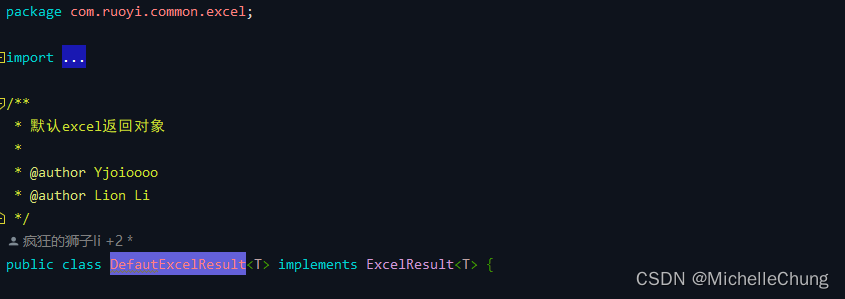 package com.ruoyi.common.excel;
import ...
/**
* 默认excel返回对象
*
* @author Yjoioooo
* @author Lion Li
*/
疯狂的狮子li +2 *
public class DefautExcelResult<T> implements ExcelResult<T> {
CSDN @MichelleChung